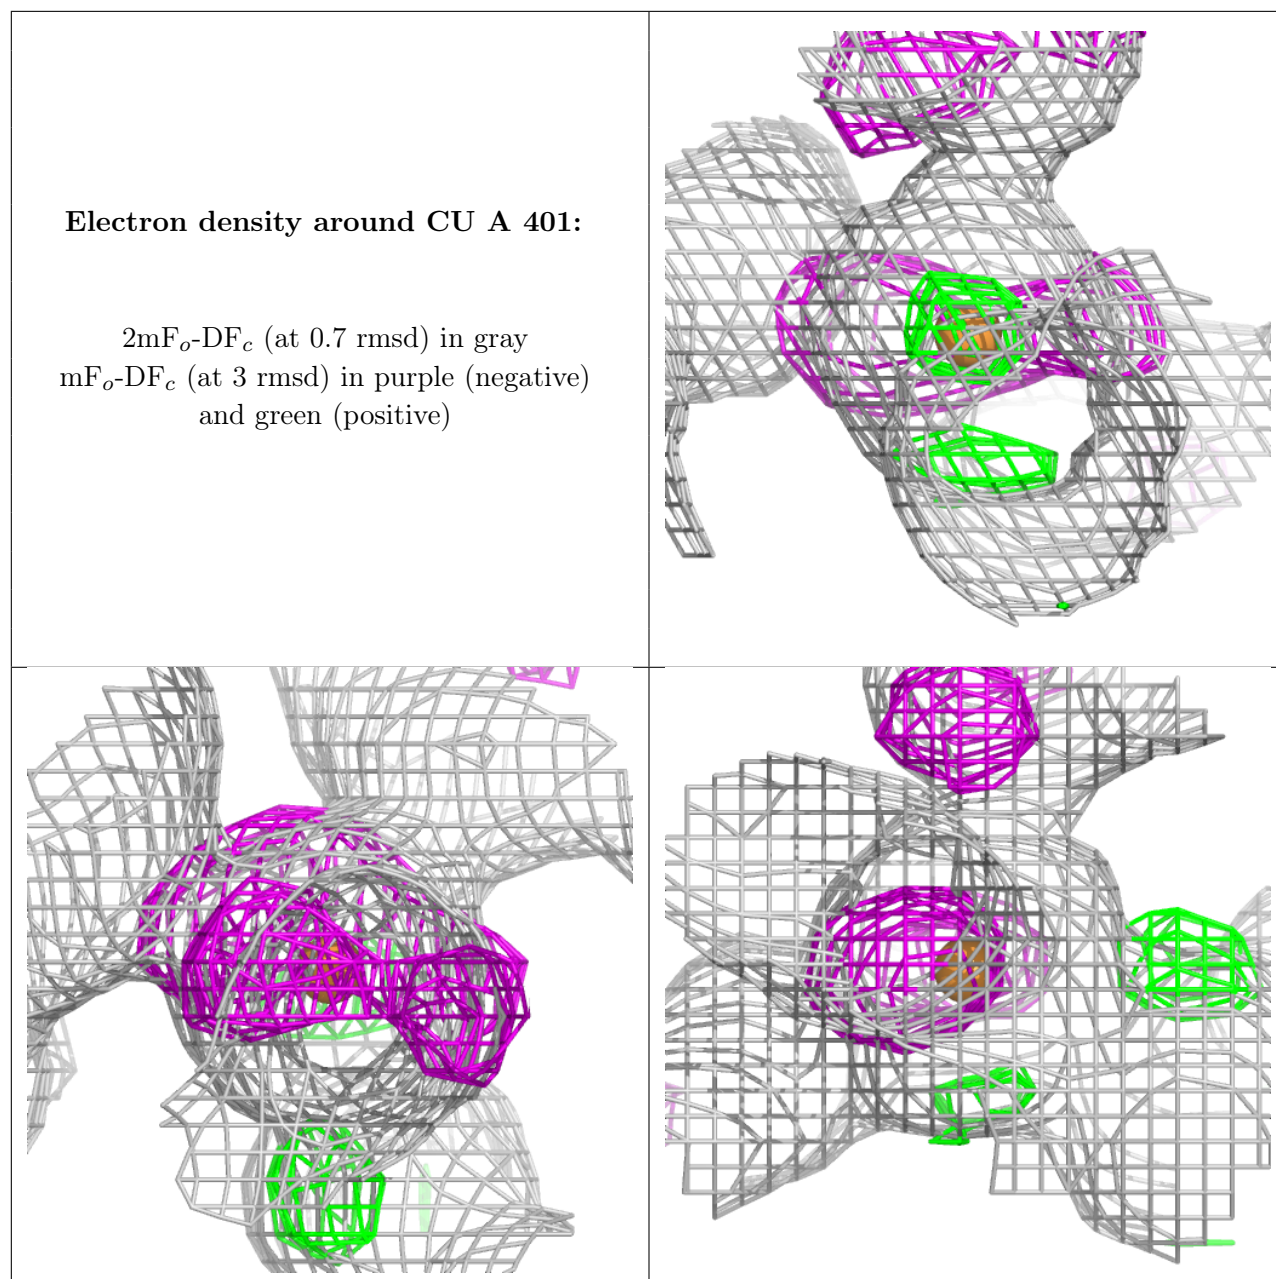 Electron density around CU A 401:
2mFo-DFc (at 0.7 rmsd) in gray
mFo-DFc (at 3 rmsd) in purple (negative)
and green (positive)